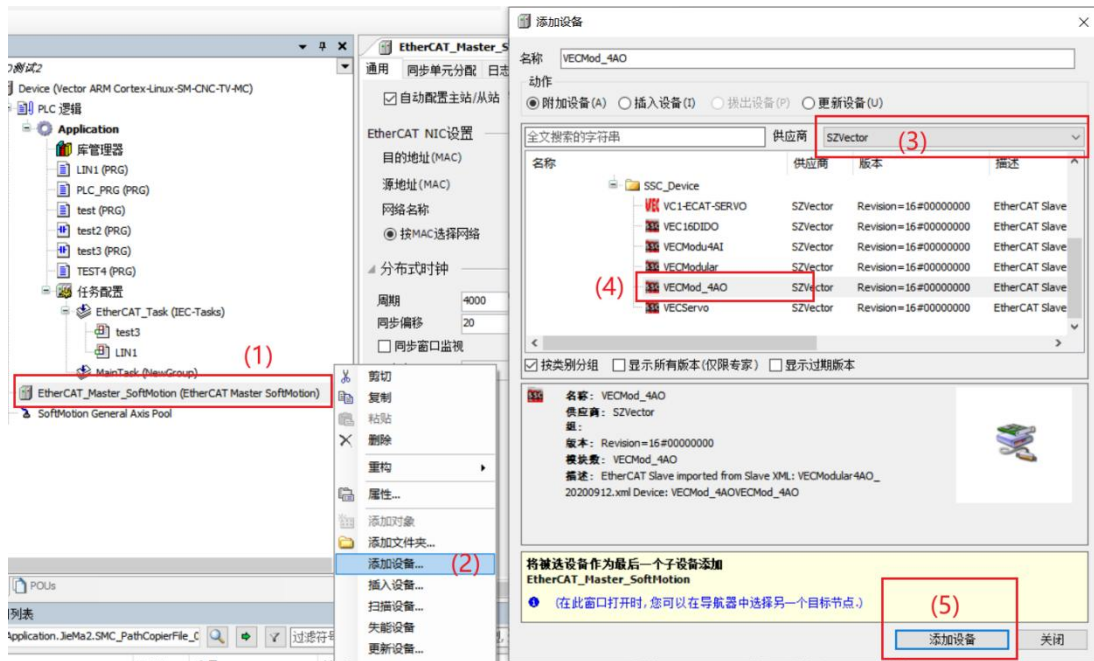 测试2
Device (Vector ARM Cortex-Linux-SM-CNC-TV-MC)
PLC 逻辑
Application
库管理器
LIN1 (PRG)
PLC_PRG (PRG)
test (PRG)
test2 (PRG)
test3 (PRG)
TEST4 (PRG)
任务配置
EtherCAT_Task (IEC-Tasks)
test3
LIN1
(1)
MainTask (NewGroup)
EtherCAT_Master_SoftMotion (EtherCAT Master SoftMotion)
SoftMotion General Axis Pool
POUs
列表
Application.JieMa2.SMC_PathCopierFile_
过滤符号
EtherCAT_Master_S
通用
同步单元分配
日志
自动配置主站/从站
EtherCAT NIC设置
目的地址(MAC)
源地址(MAC)
网络名称
按MAC选择网络
分布式时钟
周期
4000
同步偏移
20
同步窗口监视
剪切
复制
粘贴
删除
重构
属性...
添加对象
添加文件夹...
添加设备...
(2)
插入设备...
扫描设备...
失能设备
更新设备...
添加设备
名称
VECMod_4AO
动作
附加设备(A)
插入设备(I)
拔出设备(P)
更新设备(U)
全文搜索的字符串
供应商
SZVector
(3)
名称 供应商 版本 描述
SSC_Device
VC1-ECAT-SERVO SZVector Revision=16#00000000 EtherCAT Slave
VEC16DIDO SZVector Revision=16#00000000 EtherCAT Slave
VECModu4AI SZVector Revision=16#00000000 EtherCAT Slave
VECModular SZVector Revision=16#00000000 EtherCAT Slave
(4)
VECMod_4AO SZVector Revision=16#00000000 EtherCAT Slave
VECServo SZVector Revision=16#00000000 EtherCAT Slave
按类别分组
显示所有版本(仅限专家)
显示过期版本
名称: VECMod_4AO
供应商: SZVector
组:
版本: Revision=16#00000000
模块数: VECMod_4AO
描述: EtherCAT Slave imported from Slave XML: VECModular4AO_
20200912.xml Device: VECMod_4AOVECMod_4AO
将被选设备作为最后一个子设备添加
EtherCAT_Master_SoftMotion
(在此窗口打开时,您可以在导航器中选择另一个目标节点.)
(5)
添加设备
关闭